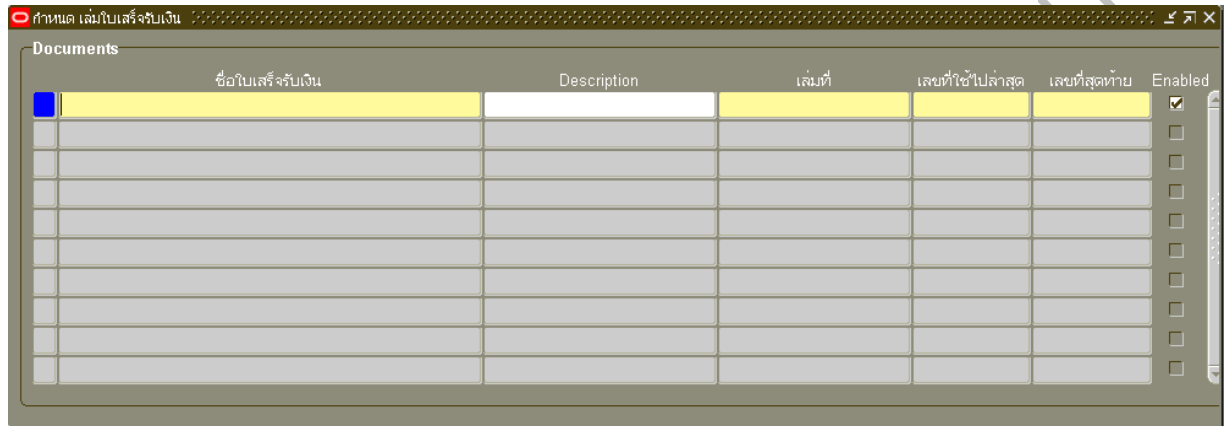 กำหนด เล่มใบเสร็จรับเงิน
Documents
ชื่อใบเสร็จรับเงิน Description เล่มที่ เลขที่ใช้ไปล่าสุด เลขที่สุดท้าย Enabled